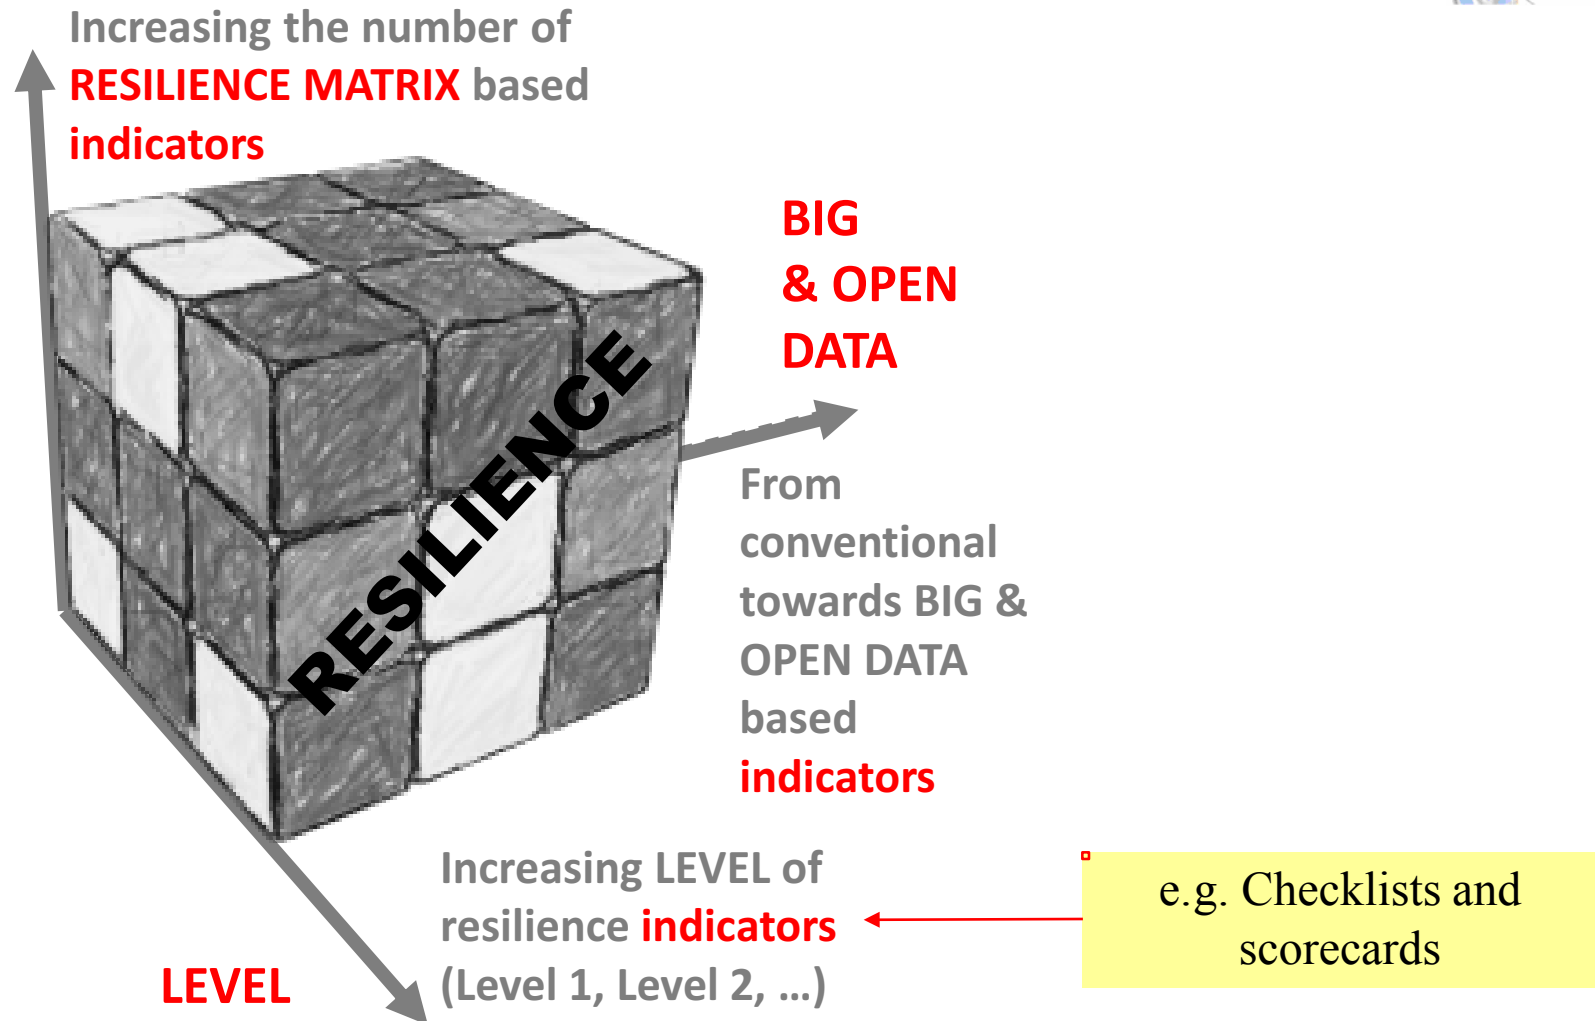 Increasing the number of
RESILIENCE MATRIX based
indicators
BIG
& OPEN
DATA
RESILIENCE
From
conventional
towards BIG &
OPEN DATA
based
indicators
Increasing LEVEL of
resilience indicators
(Level 1, Level 2, ...)
LEVEL
e.g. Checklists and
scorecards